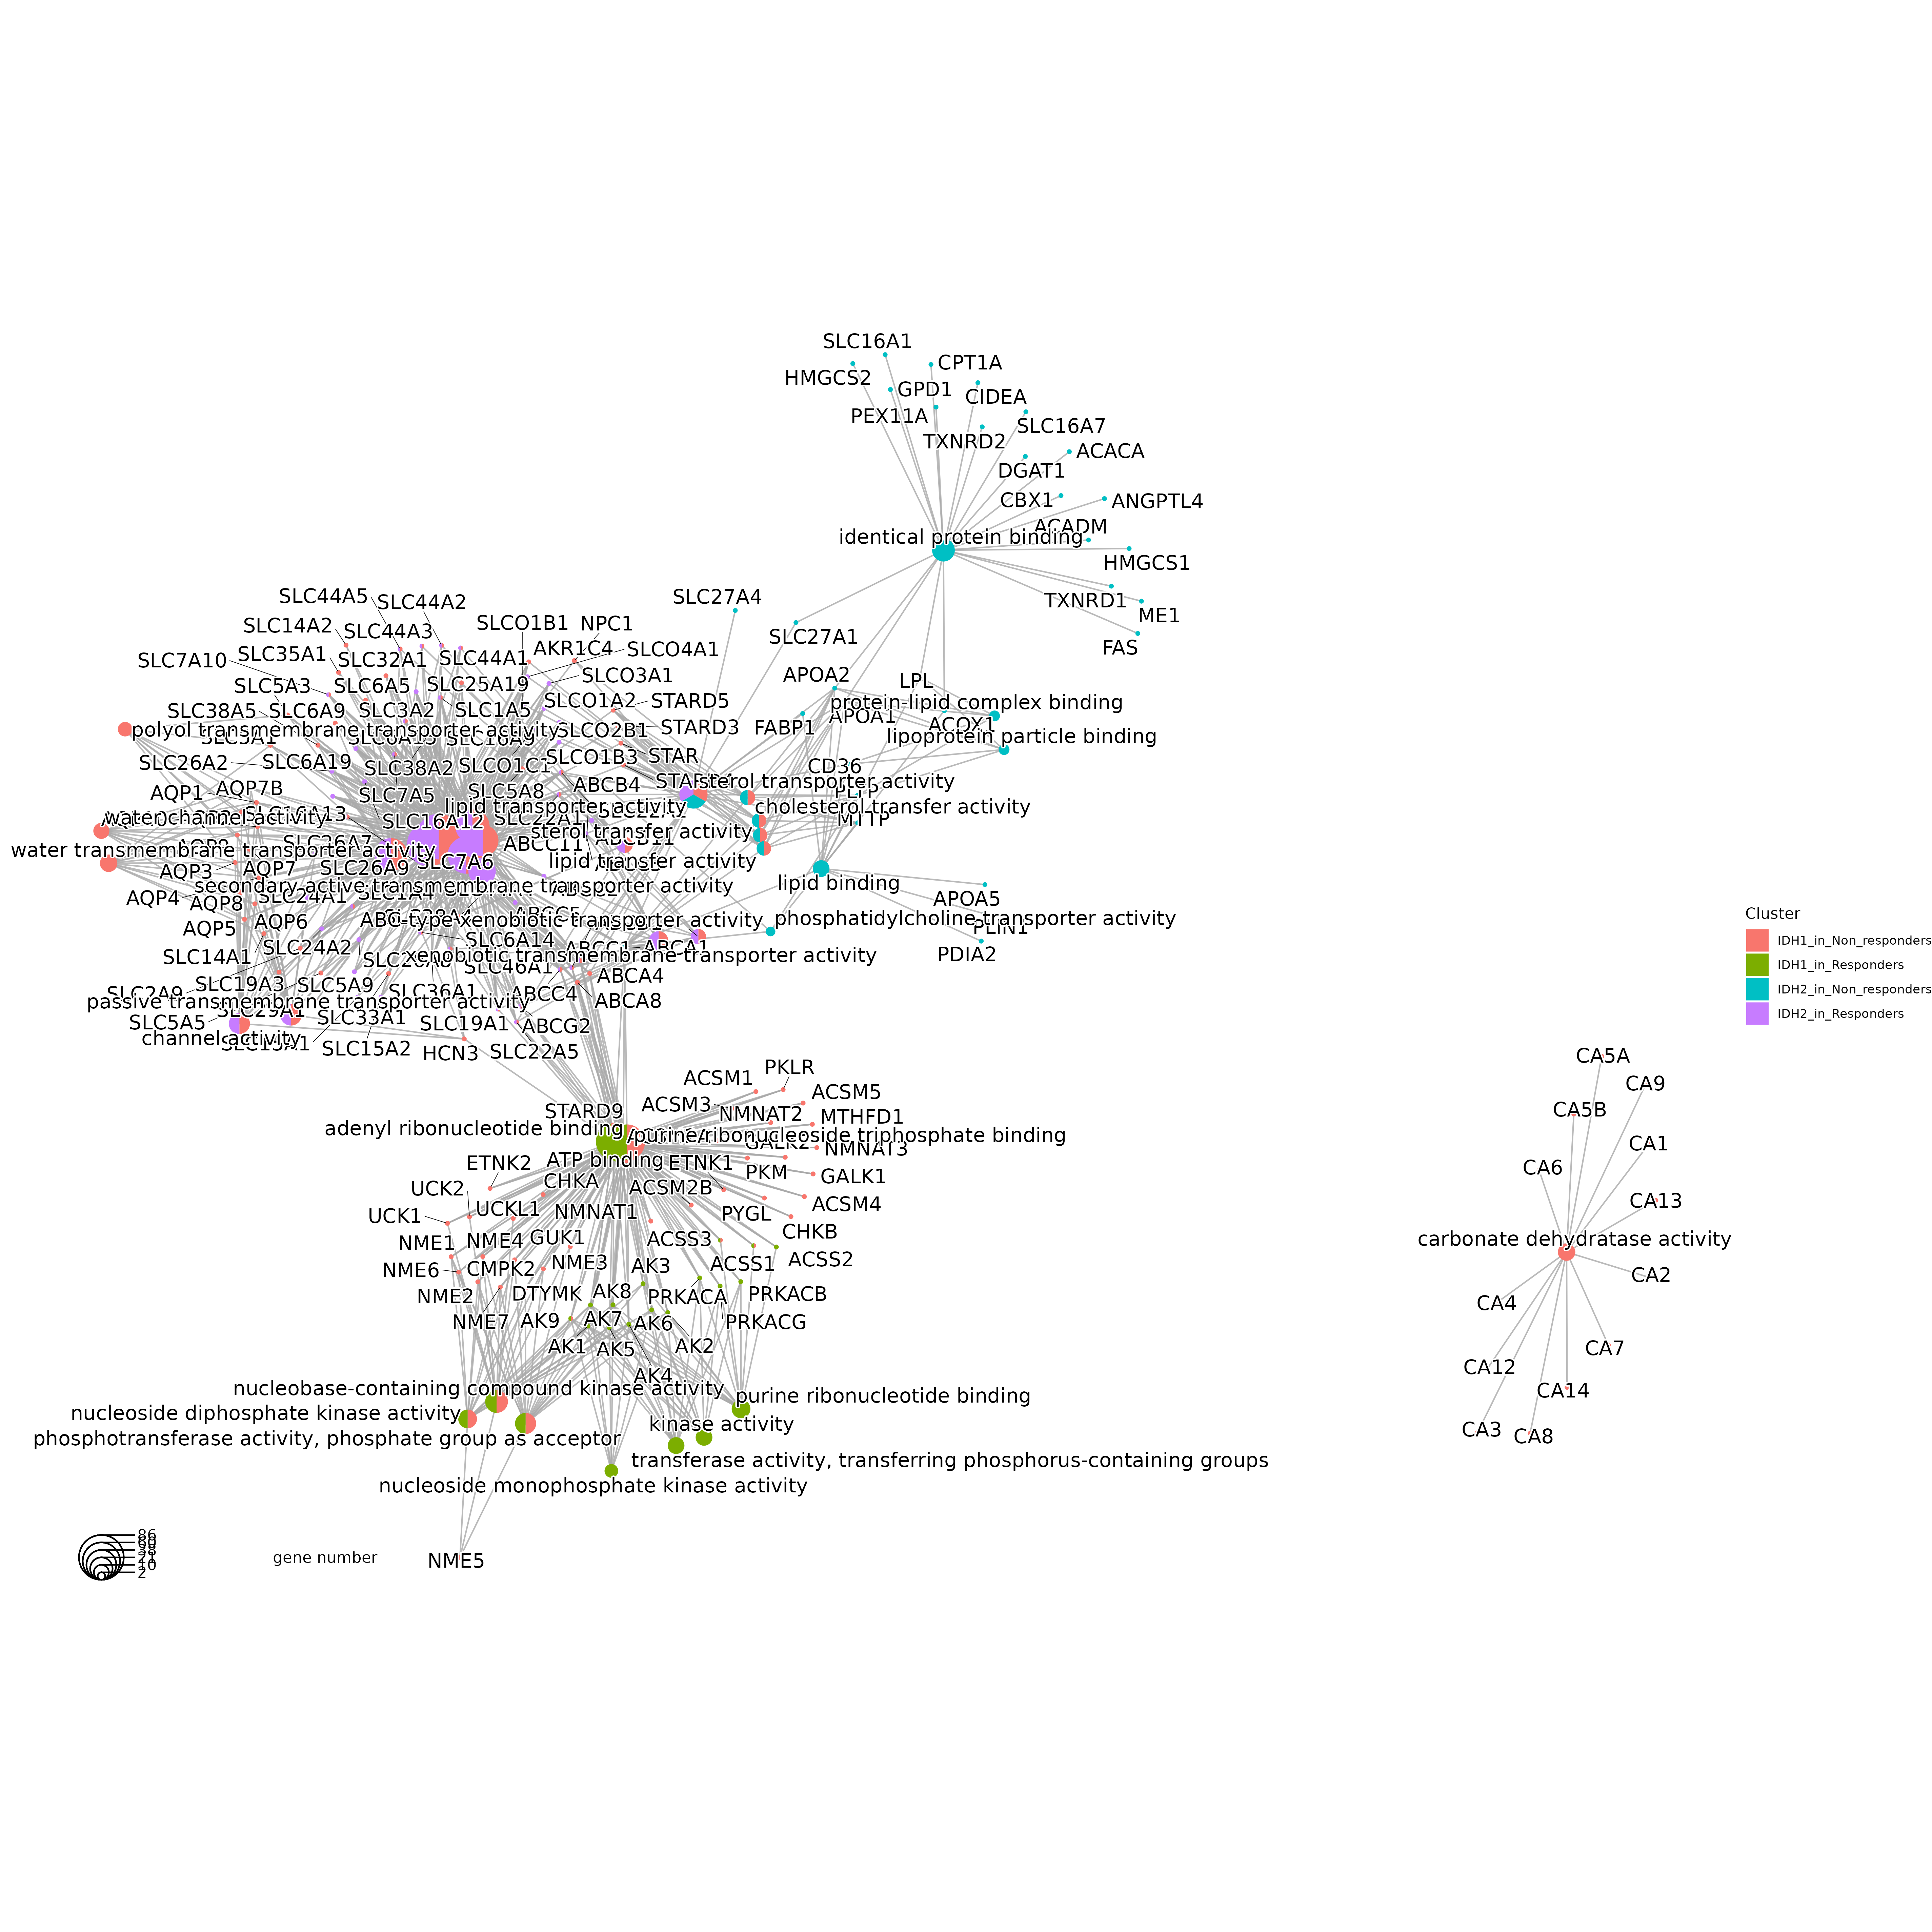 SLC16A1
CPT1A
HMGCS2
GPD1
CIDEA
PEX11A
SLC16A7
TXNRD2
ACACA
DGAT1
CBX1
ANGPTL4
ACADM
identical protein binding
HMGCS1
TXNRD1
ME1
FAS
SLC27A4
SLC27A1
SLC44A5
SLC44A2
SLC14A2
SLC44A3
SLCO1B1
NPC1
SLC7A10
SLC35A1
SLC32A1
SLC44A1
AKR1C4
SLCO4A1
SLC5A3
SLC6A5
SLC25A19
SLCO3A1
SLC38A5
SLC6A9
SLC3A2
SLC1A5
SLCO1A2
STARD5
APOA2
LPL
protein-lipid complex binding
polyol transmembrane transporter activity
SLCO2B1
STARD3
FABP1
APOA1
ACOX1
lipoprotein particle binding
SLC26A2
SLC6A19
SLC38A2
SLCO1C1
SLCO1B3
STAR
CD36
AQP1
AQP7B
SLC7A5
SLC5A8
ABCB4
sterol transporter activity
water channel activity
SLC16A12
lipid transporter activity
cholesterol transfer activity
MTTP
SLC26A7
SLC22A1
sterol transfer activity
ABCC11
water transmembrane transporter activity
SLC7A6
lipid transfer activity
AQP3
AQP7
SLC26A9
secondary active transmembrane transporter activity
lipid binding
AQP4
AQP8
SLC24A1
SLC1A4
APOA5
AQP5
AQP6
ABC-type xenobiotic transporter activity
phosphatidylcholine transporter activity
PLIN1
SLC14A1
SLC24A2
SLC6A14
ABCC1
ABCA1
xenobiotic transmembrane transporter activity
PDIA2
SLC46A1
ABCA4
SLC2A9
SLC19A3
SLC5A9
SLC36A1
ABCC4
ABCA8
passive transmembrane transporter activity
SLC5A5
SLC29A1
SLC33A1
SLC19A1
ABCG2
channel activity
SLC15A2
HCN3
SLC22A5
Cluster
IDH1_in_Non_responders
IDH1_in_Responders
IDH2_in_Non_responders
IDH2_in_Responders
ACSM1
PKLR
ACSM5
STARD9
ACSM3
NMNAT2
MTHFD1
adenyl ribonucleotide binding
purine ribonucleoside triphosphate binding
GALK2
NMNAT3
ETNK2
ATP binding
ETNK1
PKM
GALK1
UCK2
CHKA
ACSM2B
ACSM4
UCK1
UCKL1
NMNAT1
PYGL
CHKB
NME1
NME4
GUK1
ACSS3
ACSS2
NME6
CMPK2
NME3
AK3
ACSS1
NME2
DTYMK
AK8
PRKACA
PRKACB
NME7
AK9
AK7
AK6
PRKACG
AK1
AK5
AK2
AK4
nucleobase-containing compound kinase activity
purine ribonucleotide binding
nucleoside diphosphate kinase activity
kinase activity
phosphotransferase activity, phosphate group as acceptor
transferase activity, transferring phosphorus-containing groups
nucleoside monophosphate kinase activity
NME5
CA5A
CA9
CA5B
CA1
CA6
CA13
carbonate dehydratase activity
CA2
CA4
CA7
CA12
CA14
CA3
CA8
86
60
38
21
10
2
gene number